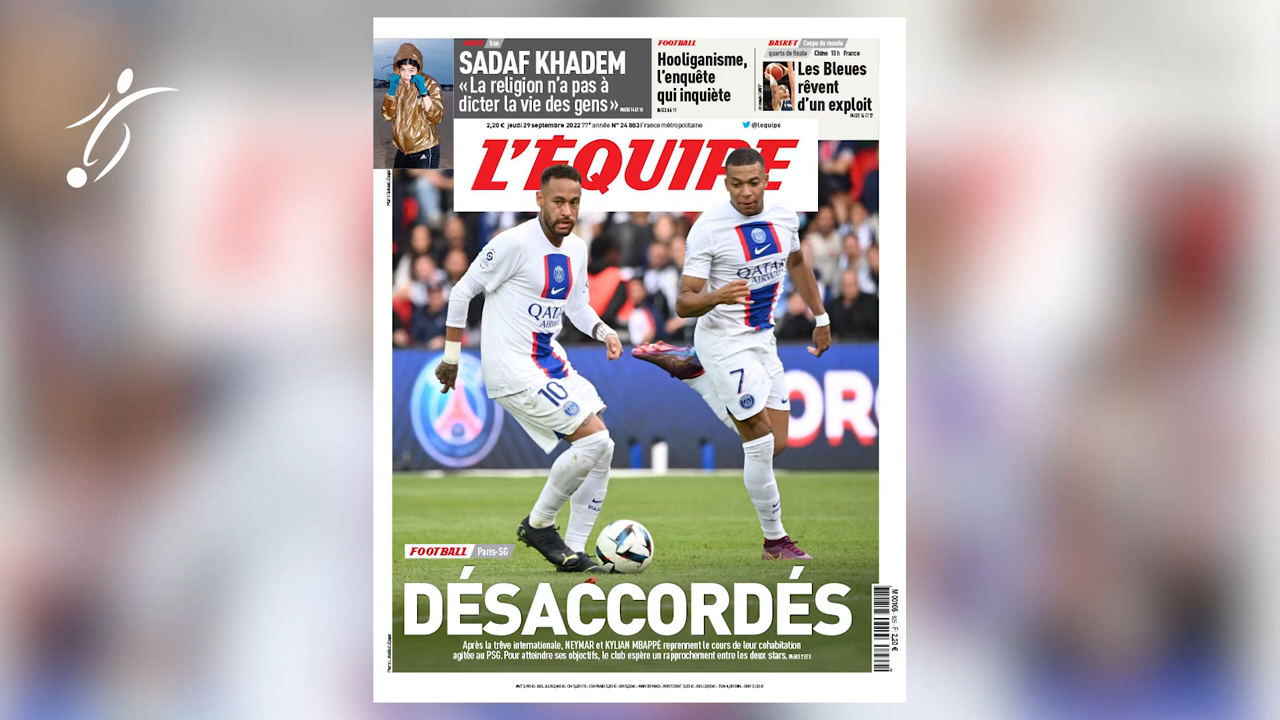 Iran
SADAF KHADEM
« La religion n'a pas à
dicter la vie des gens »
FOOTBALL
Hooliganisme,
l'enquête
qui inquiète
BASKET Coupe du monde
quarts de finale Chine 10 h France
Les Bleues
rêvent
d'un exploit
2,20 € jeudi 29 septembre 2022 77e année N° 24 883 France métropolitaine
@lequipe
L'ÉQUIPE
QATAR
AIRWAYS
10
QATAR
AIRWAYS
7
FOOTBALL Paris-SG
DÉSACCORDÉS
Après la trêve internationale, NEYMAR et KYLIAN MBAPPÉ reprennent le cours de leur cohabitation
agitée au PSG. Pour atteindre ses objectifs, le club espère un rapprochement entre les deux stars.